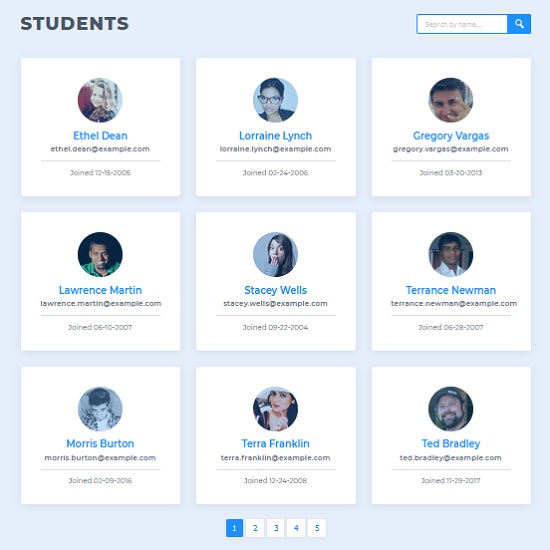 STUDENTS
Search by name...
Ethel Dean
ethel.dean@example.com
Joined 12-15-2005
Lorraine Lynch
lorraine.lynch@example.com
Joined 02-24-2006
Gregory Vargas
gregory.vargas@example.com
Joined 03-20-2013
Lawrence Martin
lawrence.martin@example.com
Joined 06-10-2007
Stacey Wells
stacey.wells@example.com
Joined 09-22-2004
Terrance Newman
terrance.newman@example.com
Joined 06-28-2007
Morris Burton
morris.burton@example.com
Joined 02-09-2016
Terra Franklin
terra.franklin@example.com
Joined 12-24-2008
Ted Bradley
ted.bradley@example.com
Joined 11-29-2017
1 2 3 4 5